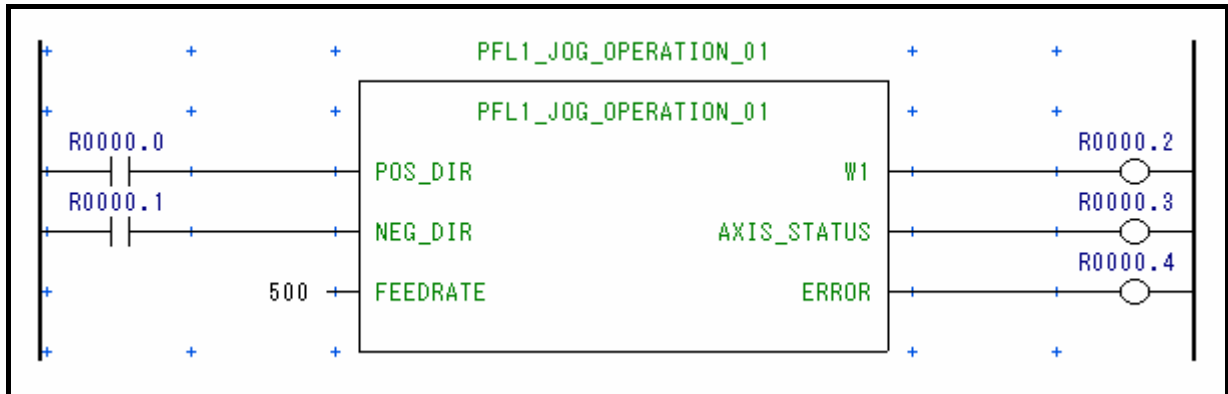 PFL1_JOG_OPERATION_01
PFL1_JOG_OPERATION_01
R0000.0 R0000.2
POS_DIR W1
R0000.1 R0000.3
NEG_DIR AXIS_STATUS
R0000.4
500 FEEDRATE ERROR